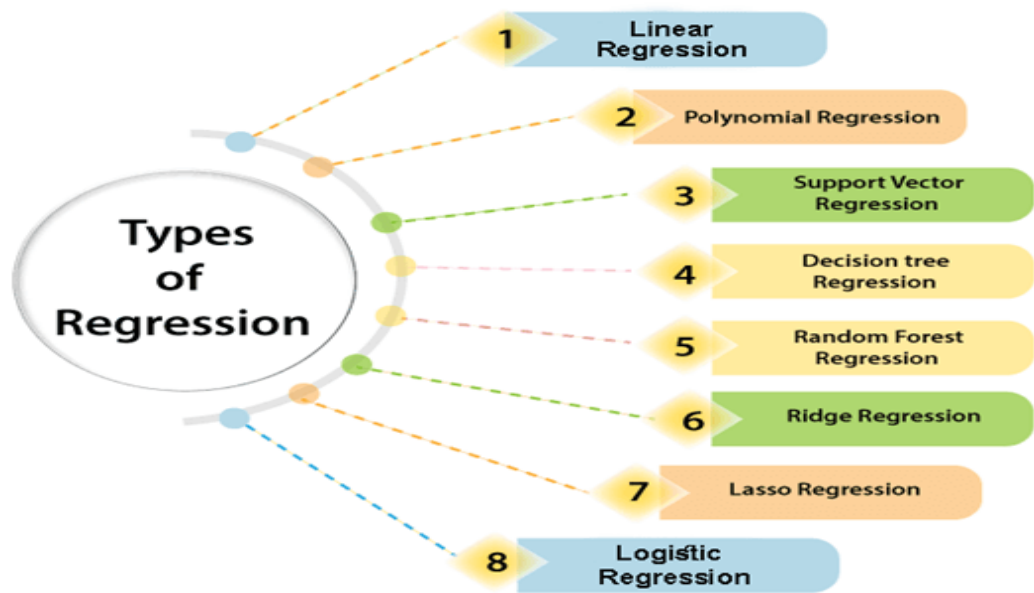 Types
of
Regression
1
Linear
Regression
2
Polynomial Regression
3
Support Vector
Regression
4
Decision tree
Regression
5
Random Forest
Regression
6
Ridge Regression
7
Lasso Regression
8
Logistic
Regression